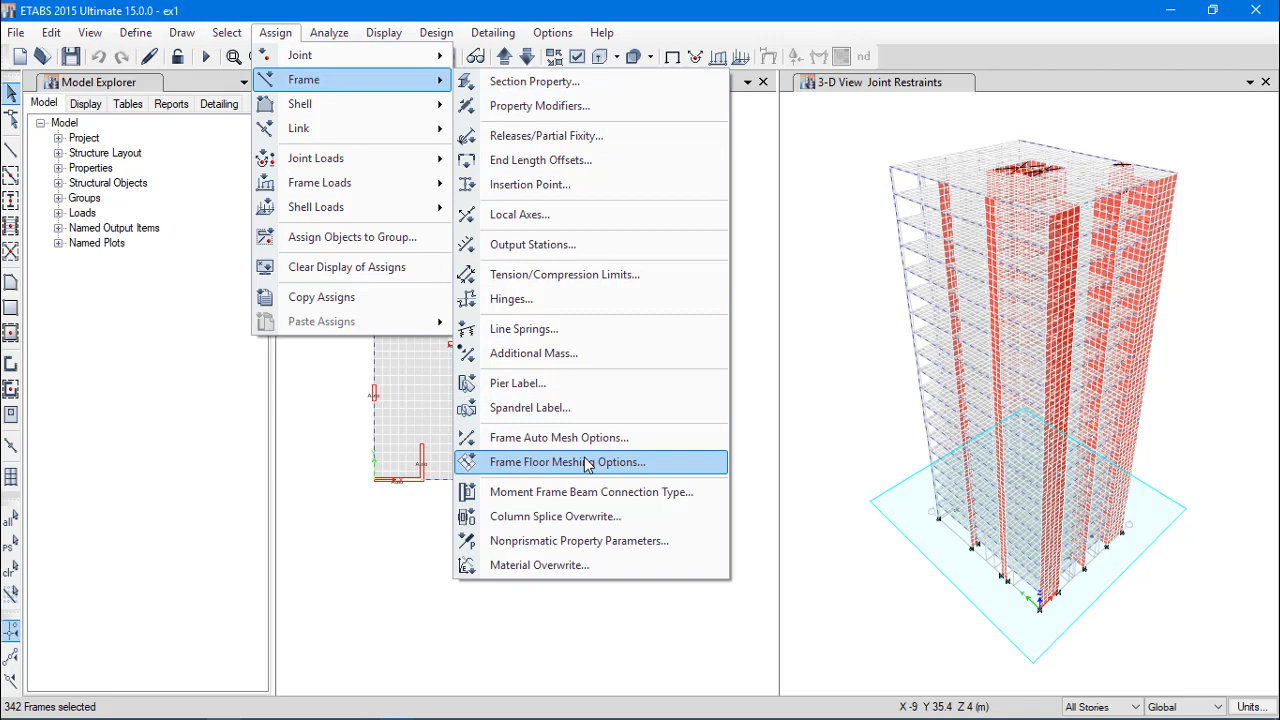 ETABS 2015 Ultimate 15.0.0 - ex1
File Edit View Define Draw Select Assign Analyze Display Design Detailing Options Help
nd
Model Explorer
Model Display Tables Reports Detailing
Model
Project
Structure Layout
Properties
Structural Objects
Groups
Loads
Named Output Items
Named Plots
Joint
Frame
Shell
Link
Joint Loads
Frame Loads
Shell Loads
Assign Objects to Group...
Clear Display of Assigns
Copy Assigns
Paste Assigns
Section Property...
Property Modifiers...
Releases/Partial Fixity...
End Length Offsets...
Insertion Point...
Local Axes...
Output Stations...
Tension/Compression Limits...
Hinges...
Line Springs...
Additional Mass...
Pier Label...
Spandrel Label...
Frame Auto Mesh Options...
Frame Floor Meshing Options...
Moment Frame Beam Connection Type...
Column Splice Overwrite...
Nonprismatic Property Parameters...
Material Overwrite...
3-D View Joint Restraints
all
PS
clr
342 Frames selected
X -9 Y 35.4 Z 4 (m)
All Stories
Global
Units...